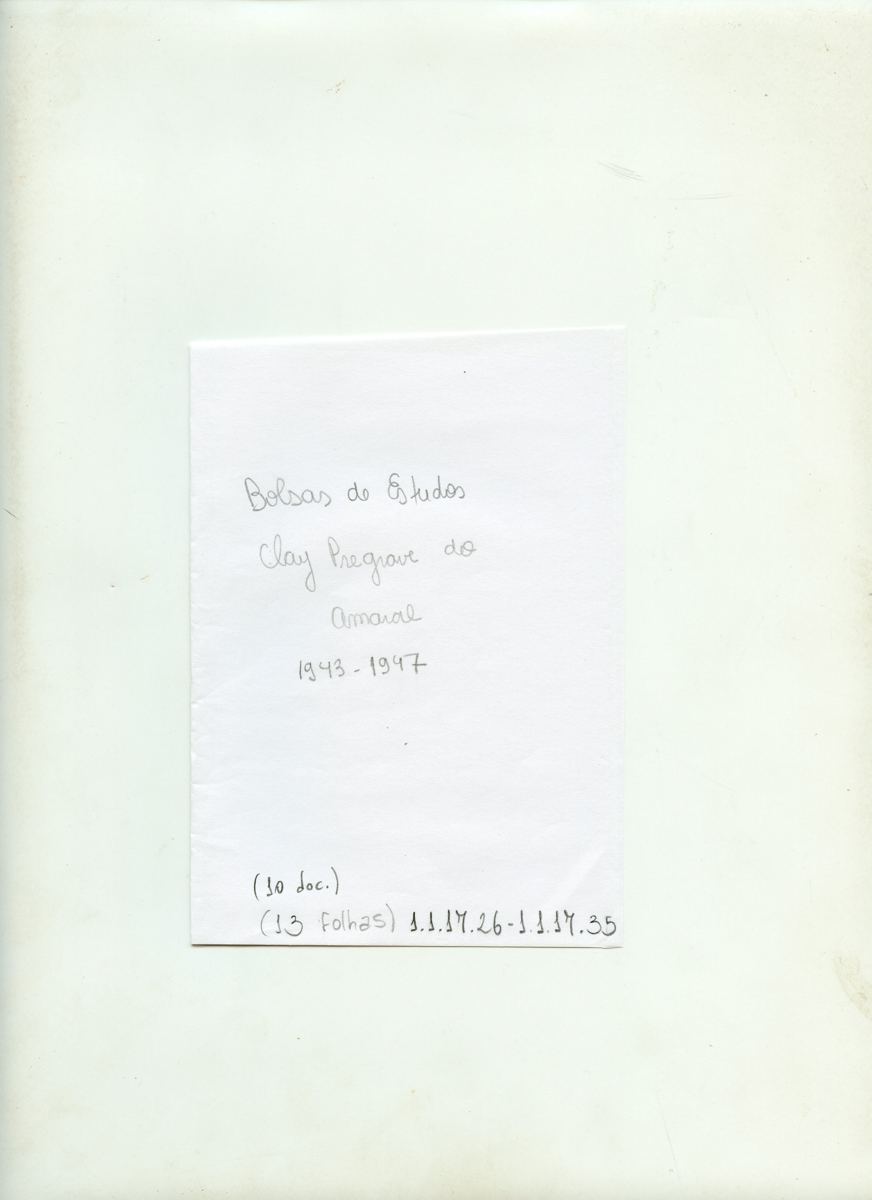 Bolsas de Estudos
Clay Presgrave do
Amaral
1943-1947
(10 doc.)
(13 Folhas) 1.1.17.26-1.1.17.35